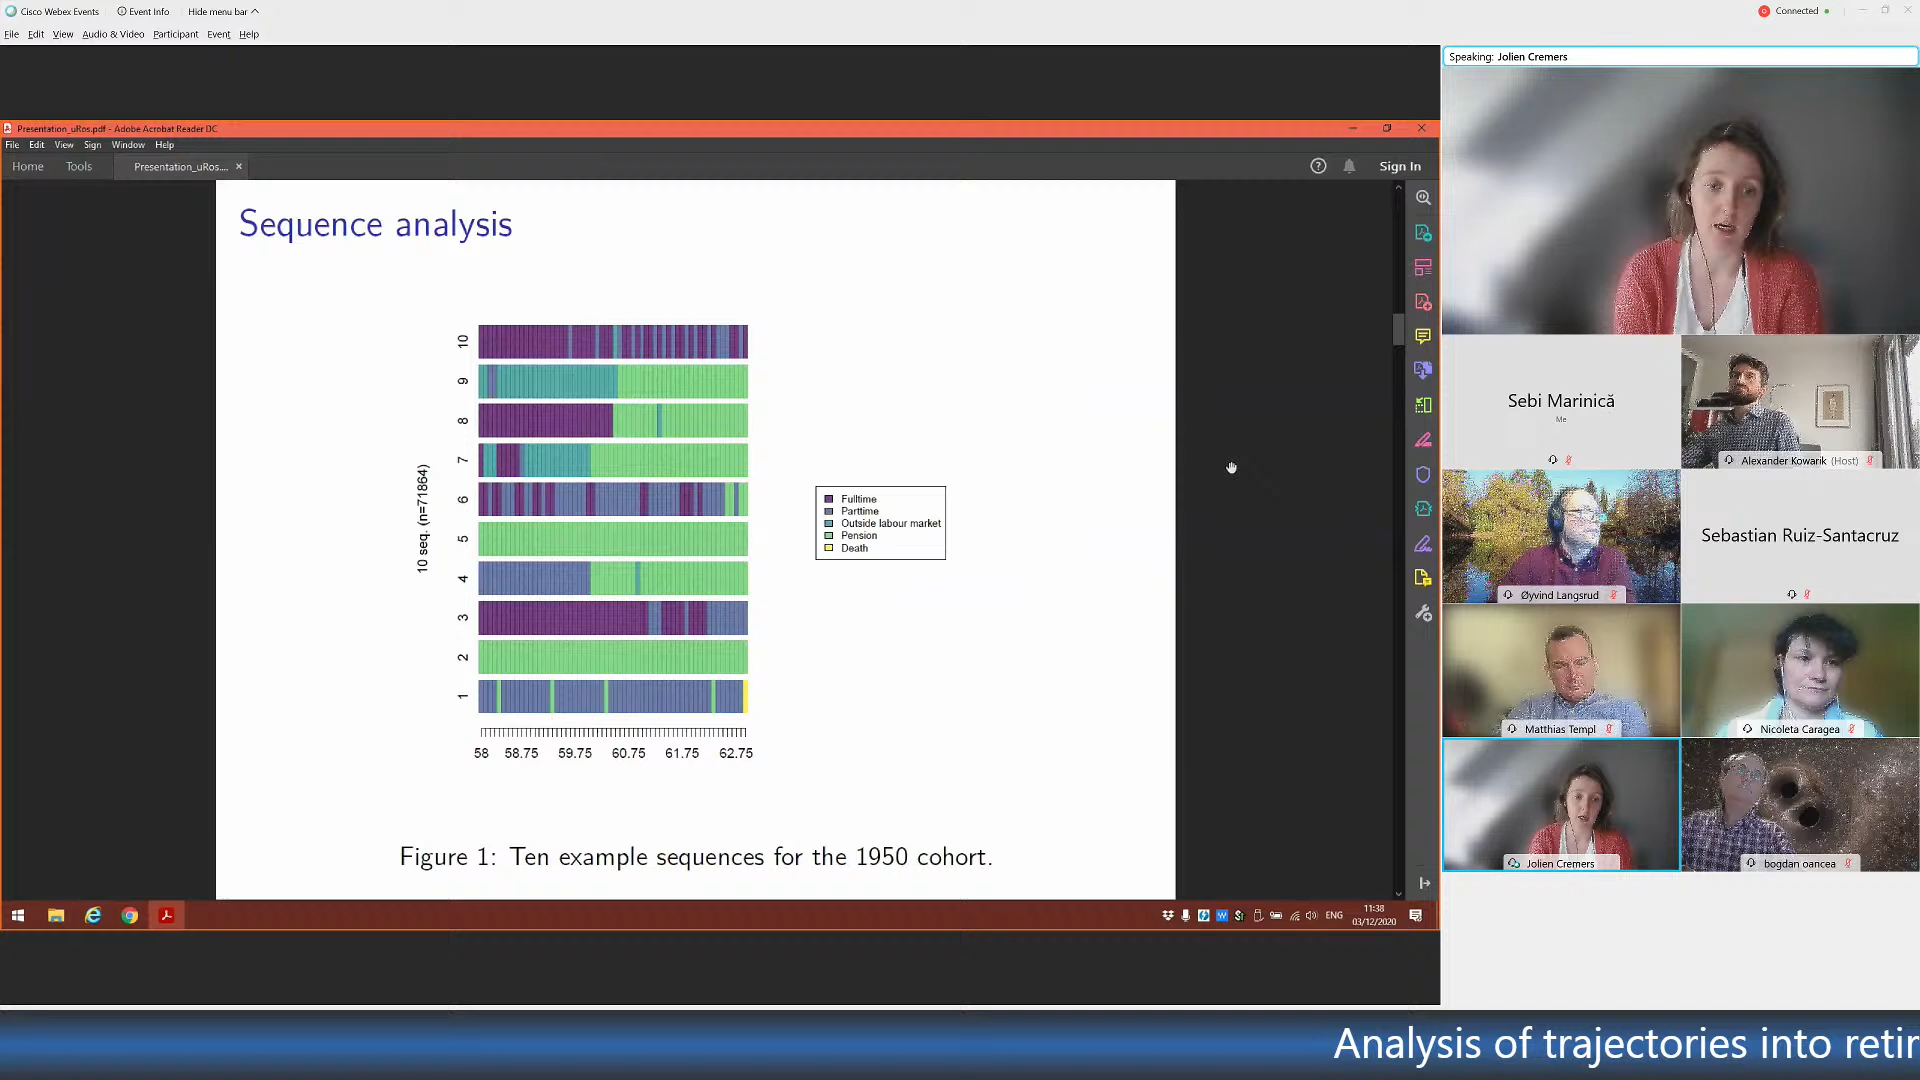 Cisco Webex Events
Event Info
Hide menu bar
Connected
File Edit View Audio & Video Participant Event Help
Speaking: Jolien Cremers
Presentation_uRos.pdf - Adobe Acrobat Reader DC
File Edit View Sign Window Help
Home Tools Presentation_uRos.... × Sign In
Sequence analysis
10 seq. (n=71864)
10
9
8
7
6
5
4
3
2
1
58 58.75 59.75 60.75 61.75 62.75
Fulltime
Parttime
Outside labour market
Pension
Death
Figure 1: Ten example sequences for the 1950 cohort.
ENG
11:38
03/12/2020
Sebi Marinică
Me
Alexander Kowarik (Host)
Øyvind Langsrud
Sebastian Ruiz-Santacruz
Matthias Templ
Nicoleta Caragea
Jolien Cremers
bogdan oancea
Analysis of trajectories into retir